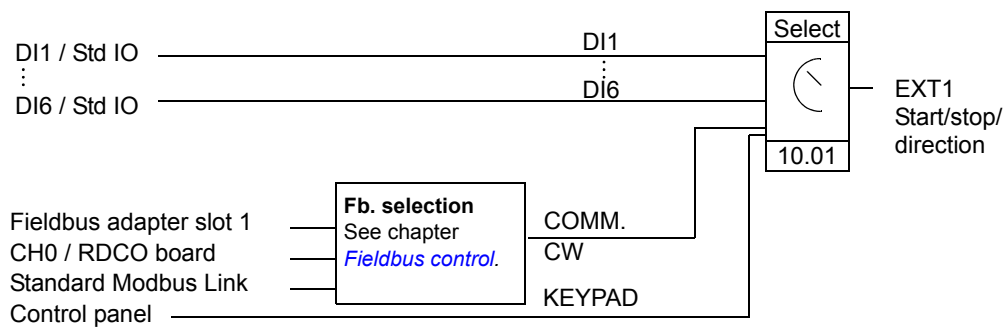 DI1 / Std IO
DI6 / Std IO
DI1
DI6
Select
10.01
EXT1
Start/stop/
direction
Fieldbus adapter slot 1
CH0 / RDCO board
Standard Modbus Link
Control panel
Fb. selection
See chapter
Fieldbus control.
COMM.
CW
KEYPAD